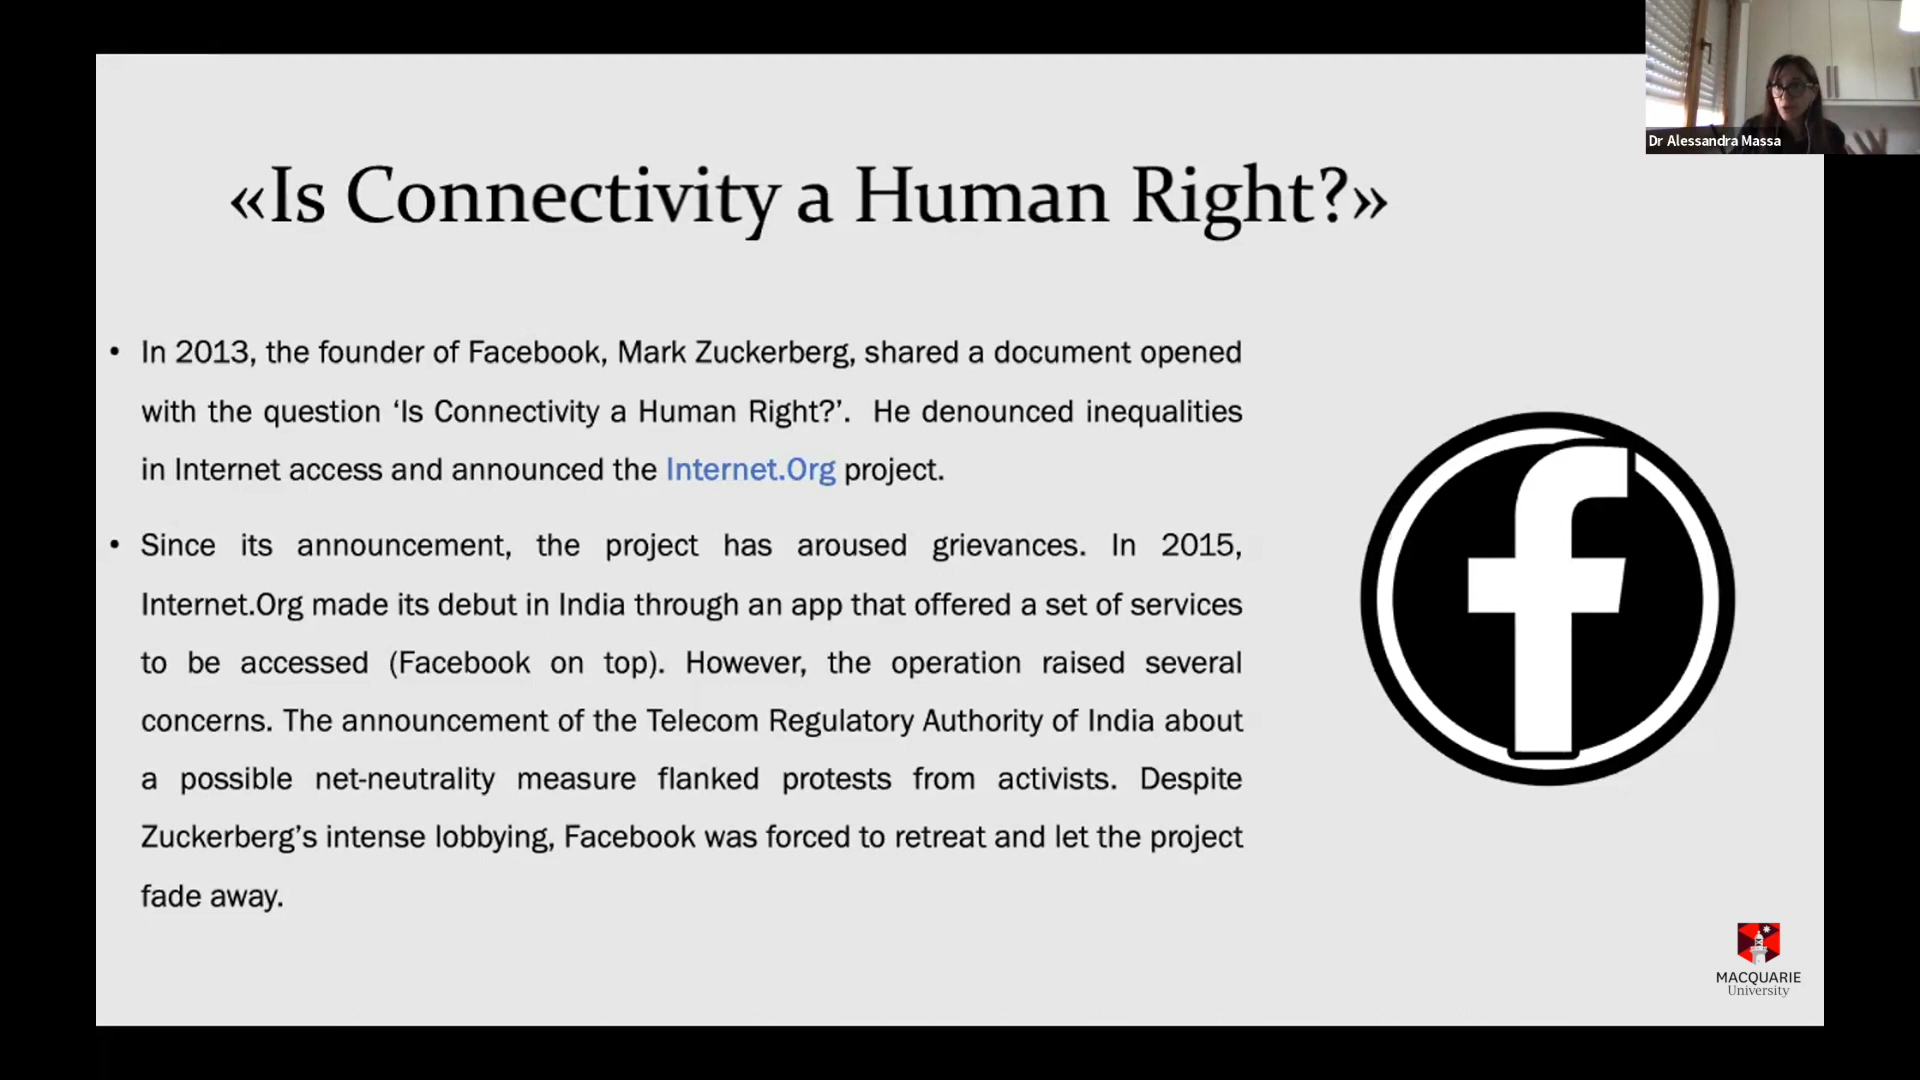 Dr Alessandra Massa
«Is Connectivity a Human Right?»
• In 2013, the founder of Facebook, Mark Zuckerberg, shared a document opened
with the question ‘Is Connectivity a Human Right?’. He denounced inequalities
in Internet access and announced the Internet.Org project.
• Since its announcement, the project has aroused grievances. In 2015,
Internet.Org made its debut in India through an app that offered a set of services
to be accessed (Facebook on top). However, the operation raised several
concerns. The announcement of the Telecom Regulatory Authority of India about
a possible net-neutrality measure flanked protests from activists. Despite
Zuckerberg’s intense lobbying, Facebook was forced to retreat and let the project
fade away.
f
MACQUARIE
University